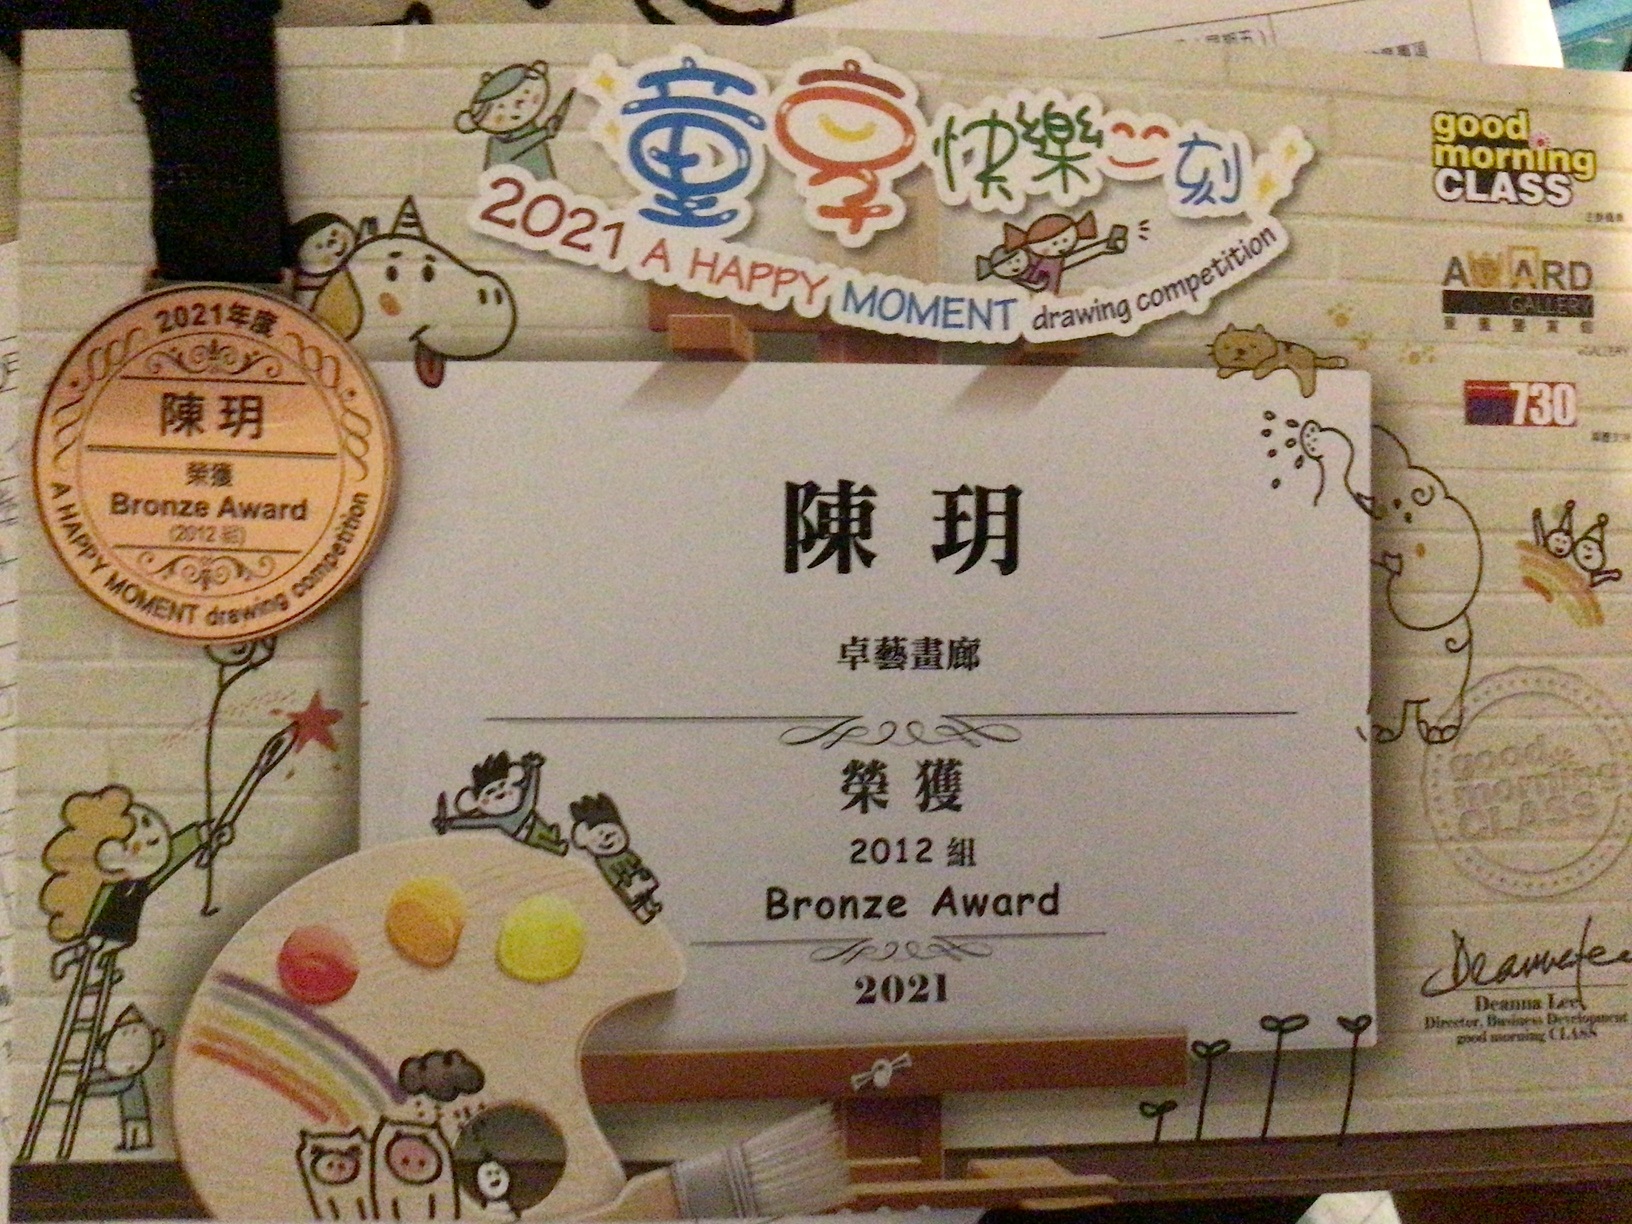 童享快樂一刻
2021 A HAPPY MOMENT drawing competition
good
morning
CLASS
AWARD
GALLERY
730
2021年度
陳玥
榮獲
Bronze Award
(2012 組)
A HAPPY MOMENT drawing competition
陳 玥
卓藝畫廊
榮獲
2012 組
Bronze Award
2021
good
morning
CLASS
Deanna Lee
Director, Business Development
good morning CLASS